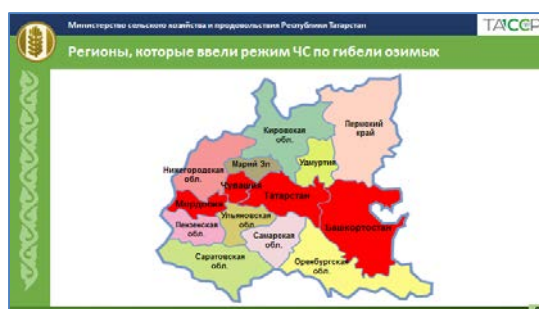 Министерство сельского хозяйства и продовольствия Республики Татарстан
ТАССР
Регионы, которые ввели режим ЧС по гибели озимых
Пермский
край
Кировская
обл.
Удмуртия
Марий Эл
Нижегородская
обл.
Чувашия
Татарстан
Мордовия
Ульяновская
обл.
Башкортостан
Пензенская
обл.
Самарская
обл.
Саратовская
обл.
Оренбургская
обл.